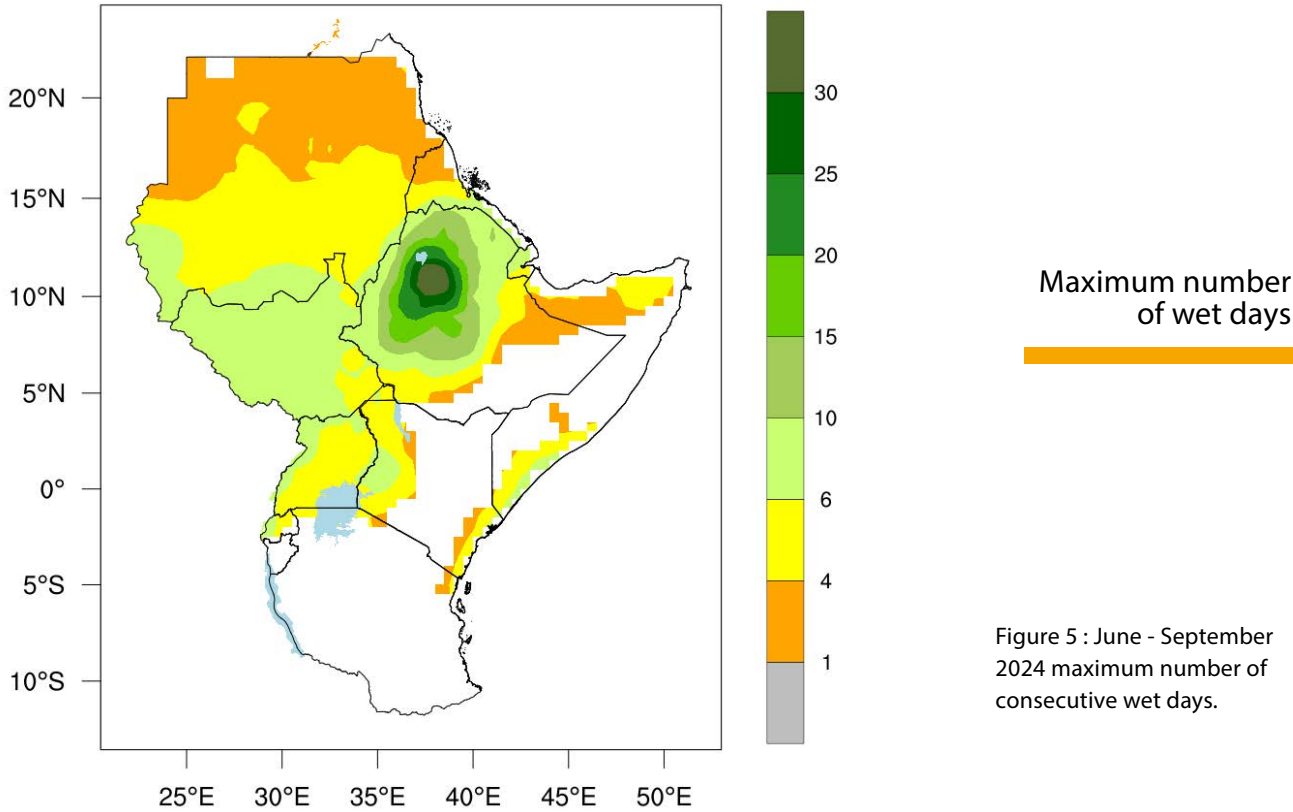 20°N
15°N
10°N
5°N
0°
5°S
10°S
25°E 30°E 35°E 40°E 45°E 50°E
30
25
20
15
10
6
4
1
Maximum number
of wet days
Figure 5 : June - September
2024 maximum number of
consecutive wet days.